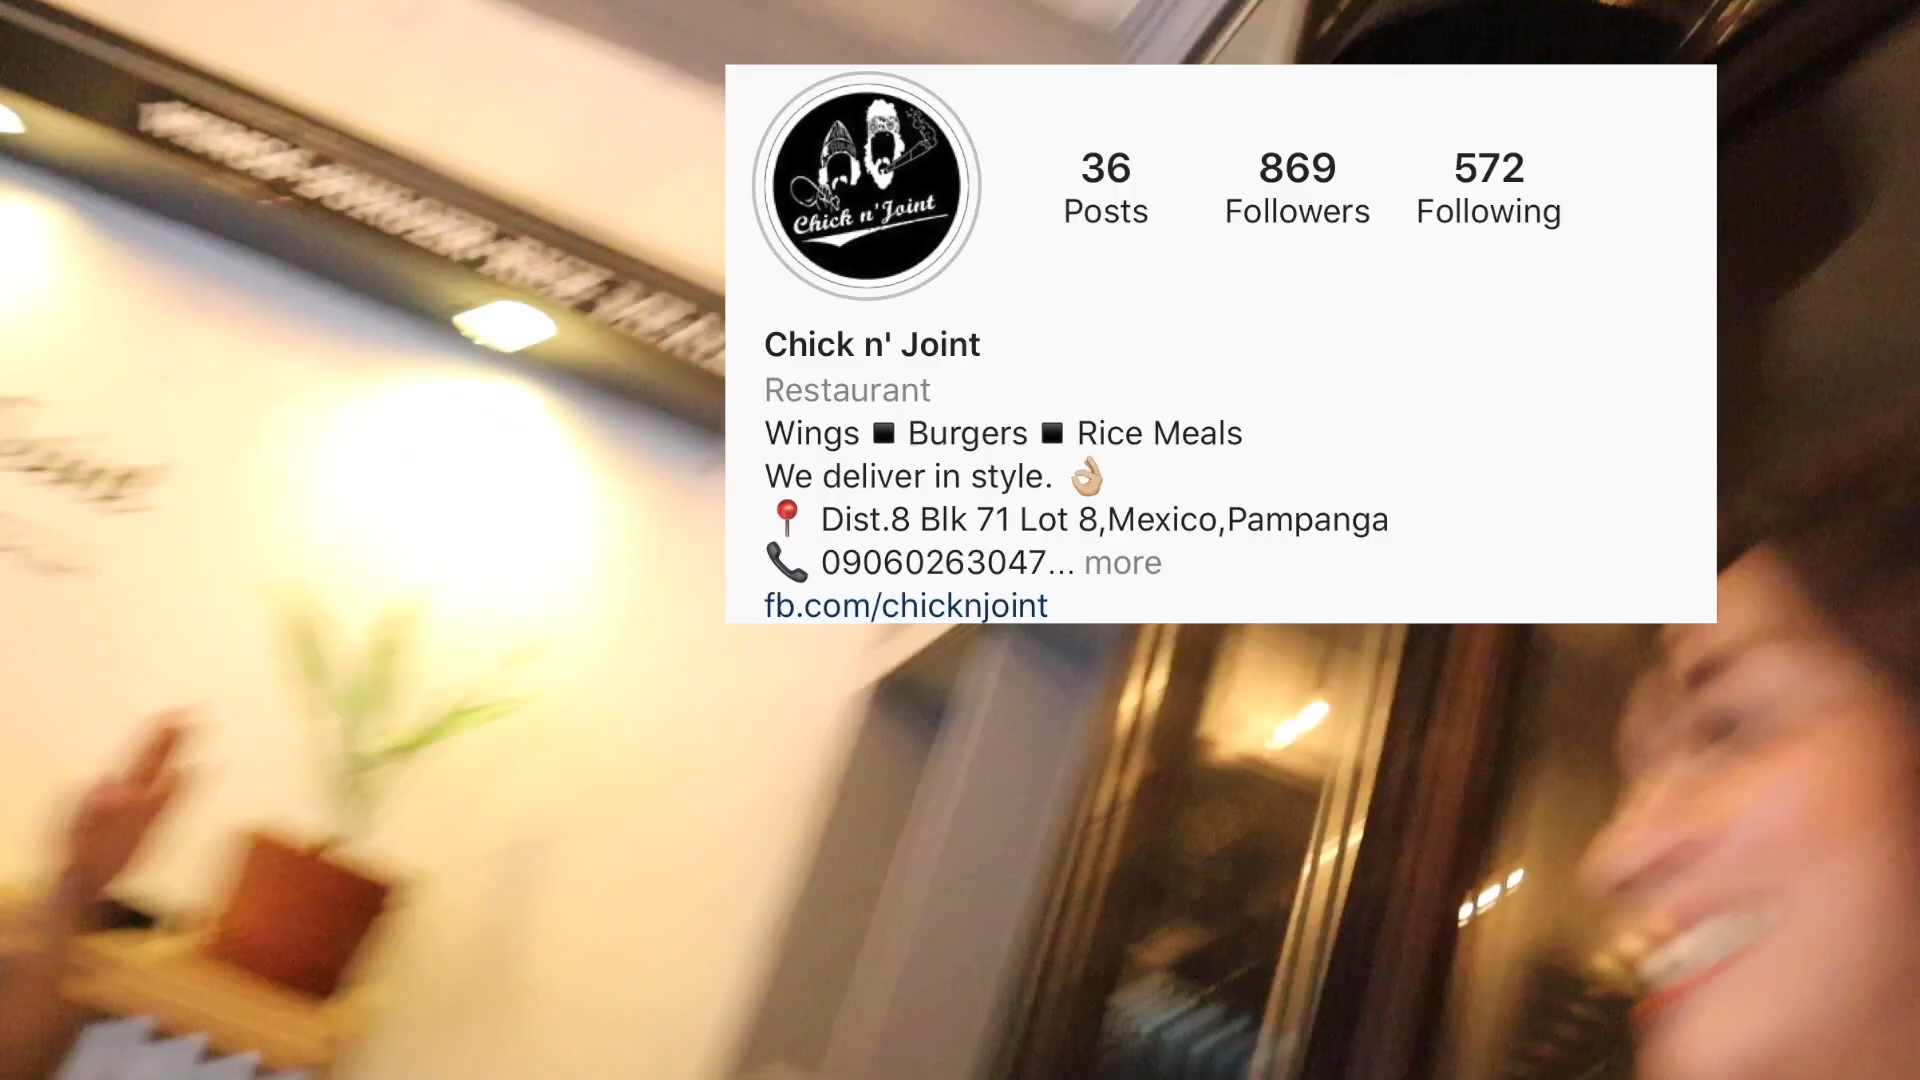 Chick n' Joint
36
Posts
869
Followers
572
Following
Chick n' Joint
Restaurant
Wings ▪️ Burgers ▪️ Rice Meals
We deliver in style. 👌🏼
📍 Dist.8 Blk 71 Lot 8,Mexico,Pampanga
📞 09060263047... more
fb.com/chicknjoint